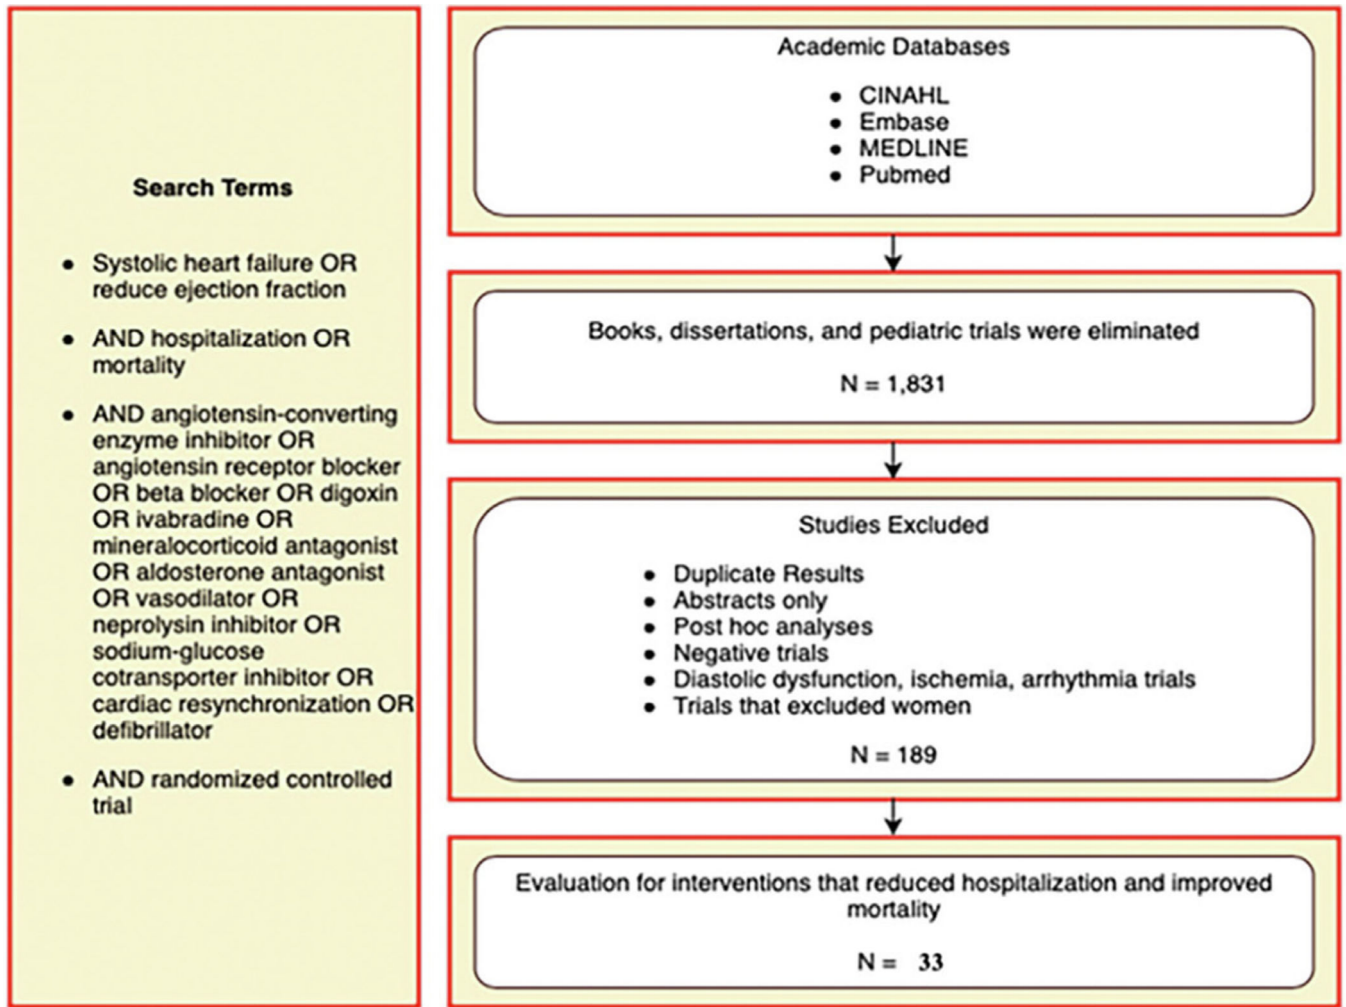 Search Terms
• Systolic heart failure OR
reduce ejection fraction
• AND hospitalization OR
mortality
• AND angiotensin-converting
enzyme inhibitor OR
angiotensin receptor blocker
OR beta blocker OR digoxin
OR ivabradine OR
mineralocorticoid antagonist
OR aldosterone antagonist
OR vasodilator OR
neprolysin inhibitor OR
sodium-glucose
cotransporter inhibitor OR
cardiac resynchronization OR
defibrillator
• AND randomized controlled
trial
Academic Databases
• CINAHL
• Embase
• MEDLINE
• Pubmed
Books, dissertations, and pediatric trials were eliminated
N = 1,831
Studies Excluded
• Duplicate Results
• Abstracts only
• Post hoc analyses
• Negative trials
• Diastolic dysfunction, ischemia, arrhythmia trials
• Trials that excluded women
N = 189
Evaluation for interventions that reduced hospitalization and improved
mortality
N = 33